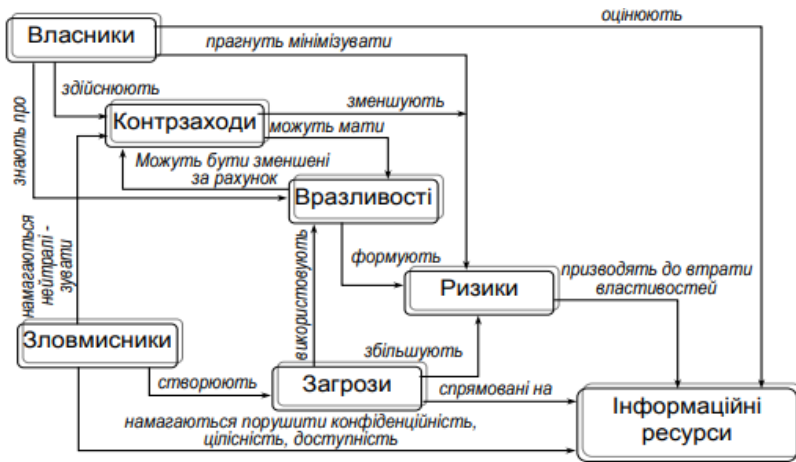 оцінюють
Власники
прагнуть мінімізувати
здійснюють
зменшують
знають про
Контрзаходи
можуть мати
Можуть бути зменшені
за рахунок
Вразливості
намагаються
нейтралі -
зувати
використовують
формують
Ризики
призводять до втрати
властивостей
Зловмисники
збільшують
створюють
Загрози
спрямовані на
Інформаційні
ресурси
намагаються порушити конфіденційність,
цілісність, доступність